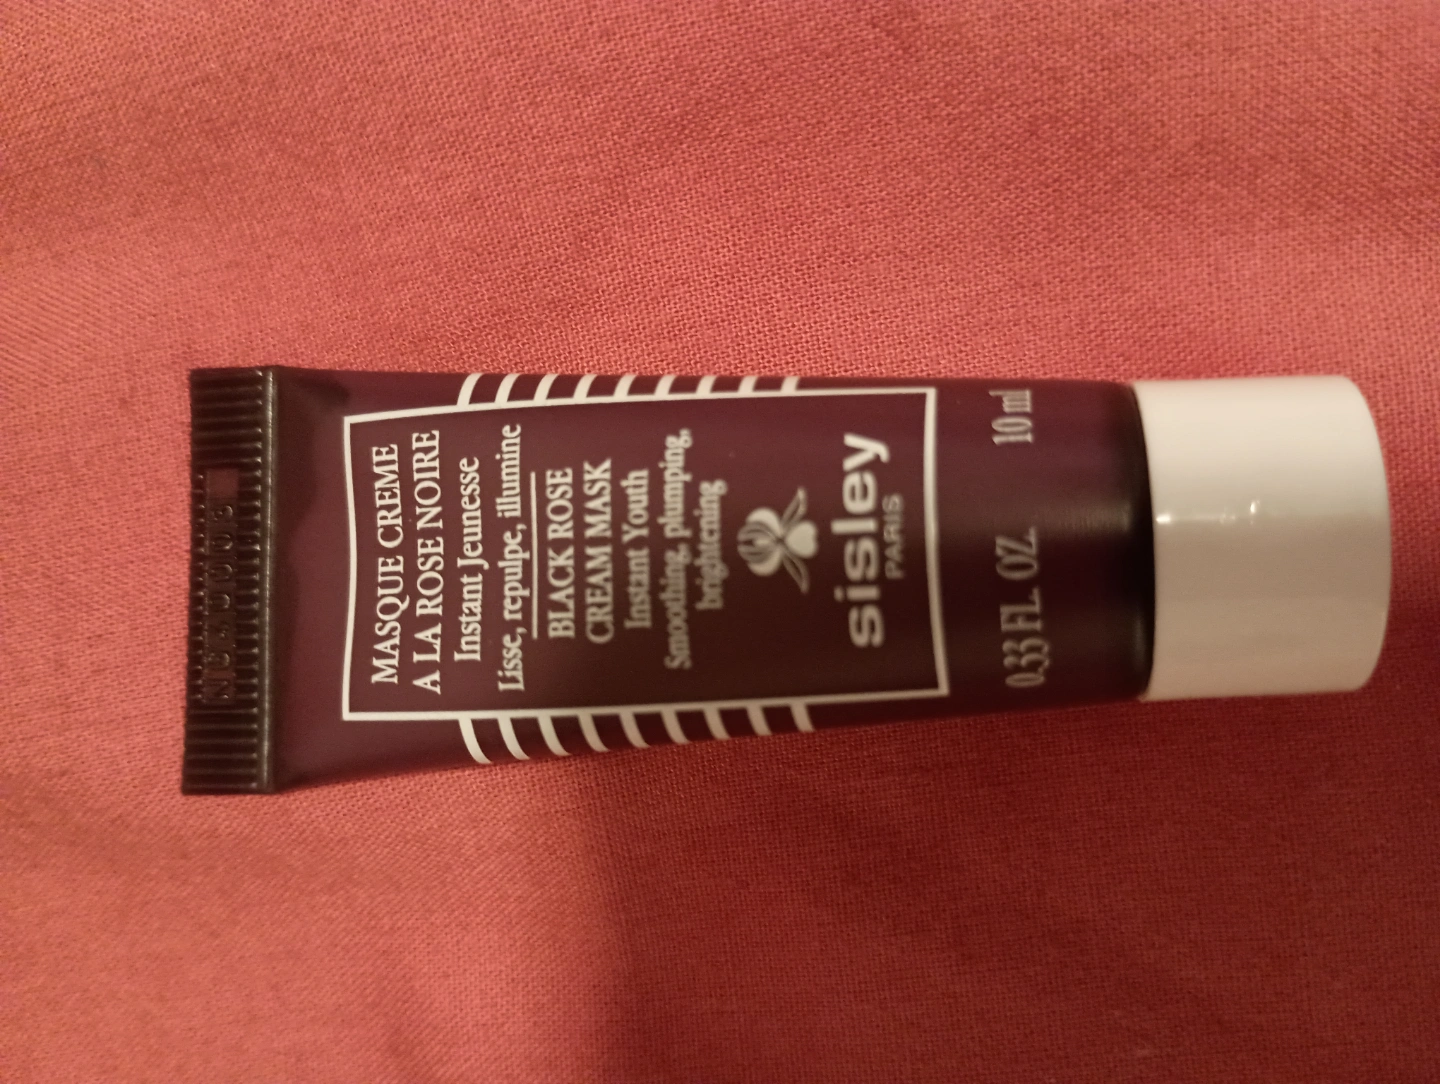 MASQUE CREME
A LA ROSE NOIRE
Instant Jeunesse
Lisse, repulpe, illumine
BLACK ROSE
CREAM MASK
Instant Youth
Smoothing, plumping,
brightening
sisley
PARIS
0.33 FL. OZ. 10 ml